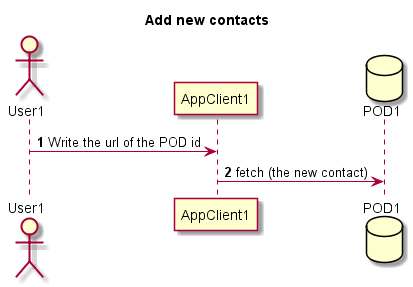 Add new contacts
User1
AppClient1
POD1
1 Write the url of the POD id
2 fetch (the new contact)
User1
AppClient1
POD1